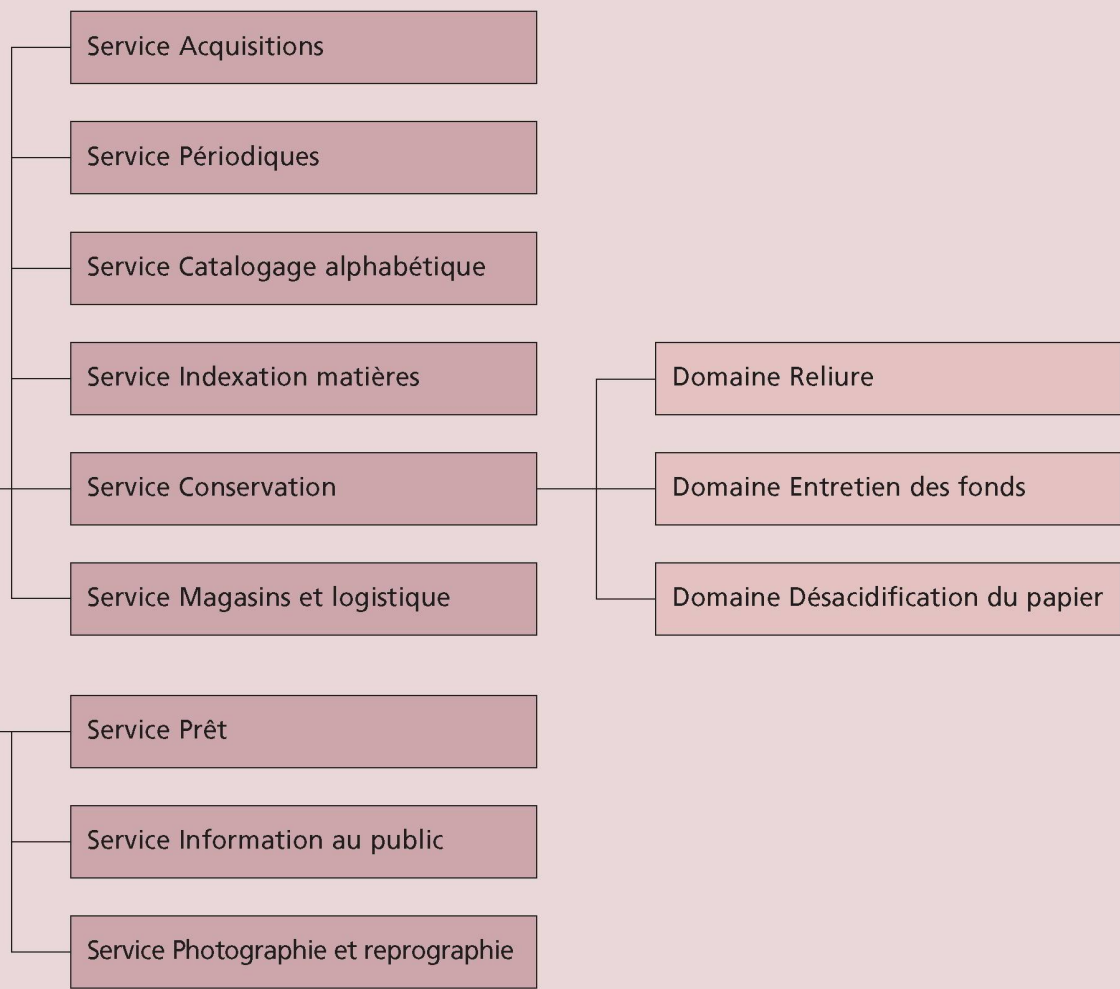 Service Acquisitions
Service Périodiques
Service Catalogage alphabétique
Service Indexation matières
Service Conservation
Service Magasins et logistique
Domaine Reliure
Domaine Entretien des fonds
Domaine Désacidification du papier
Service Prêt
Service Information au public
Service Photographie et reprographie